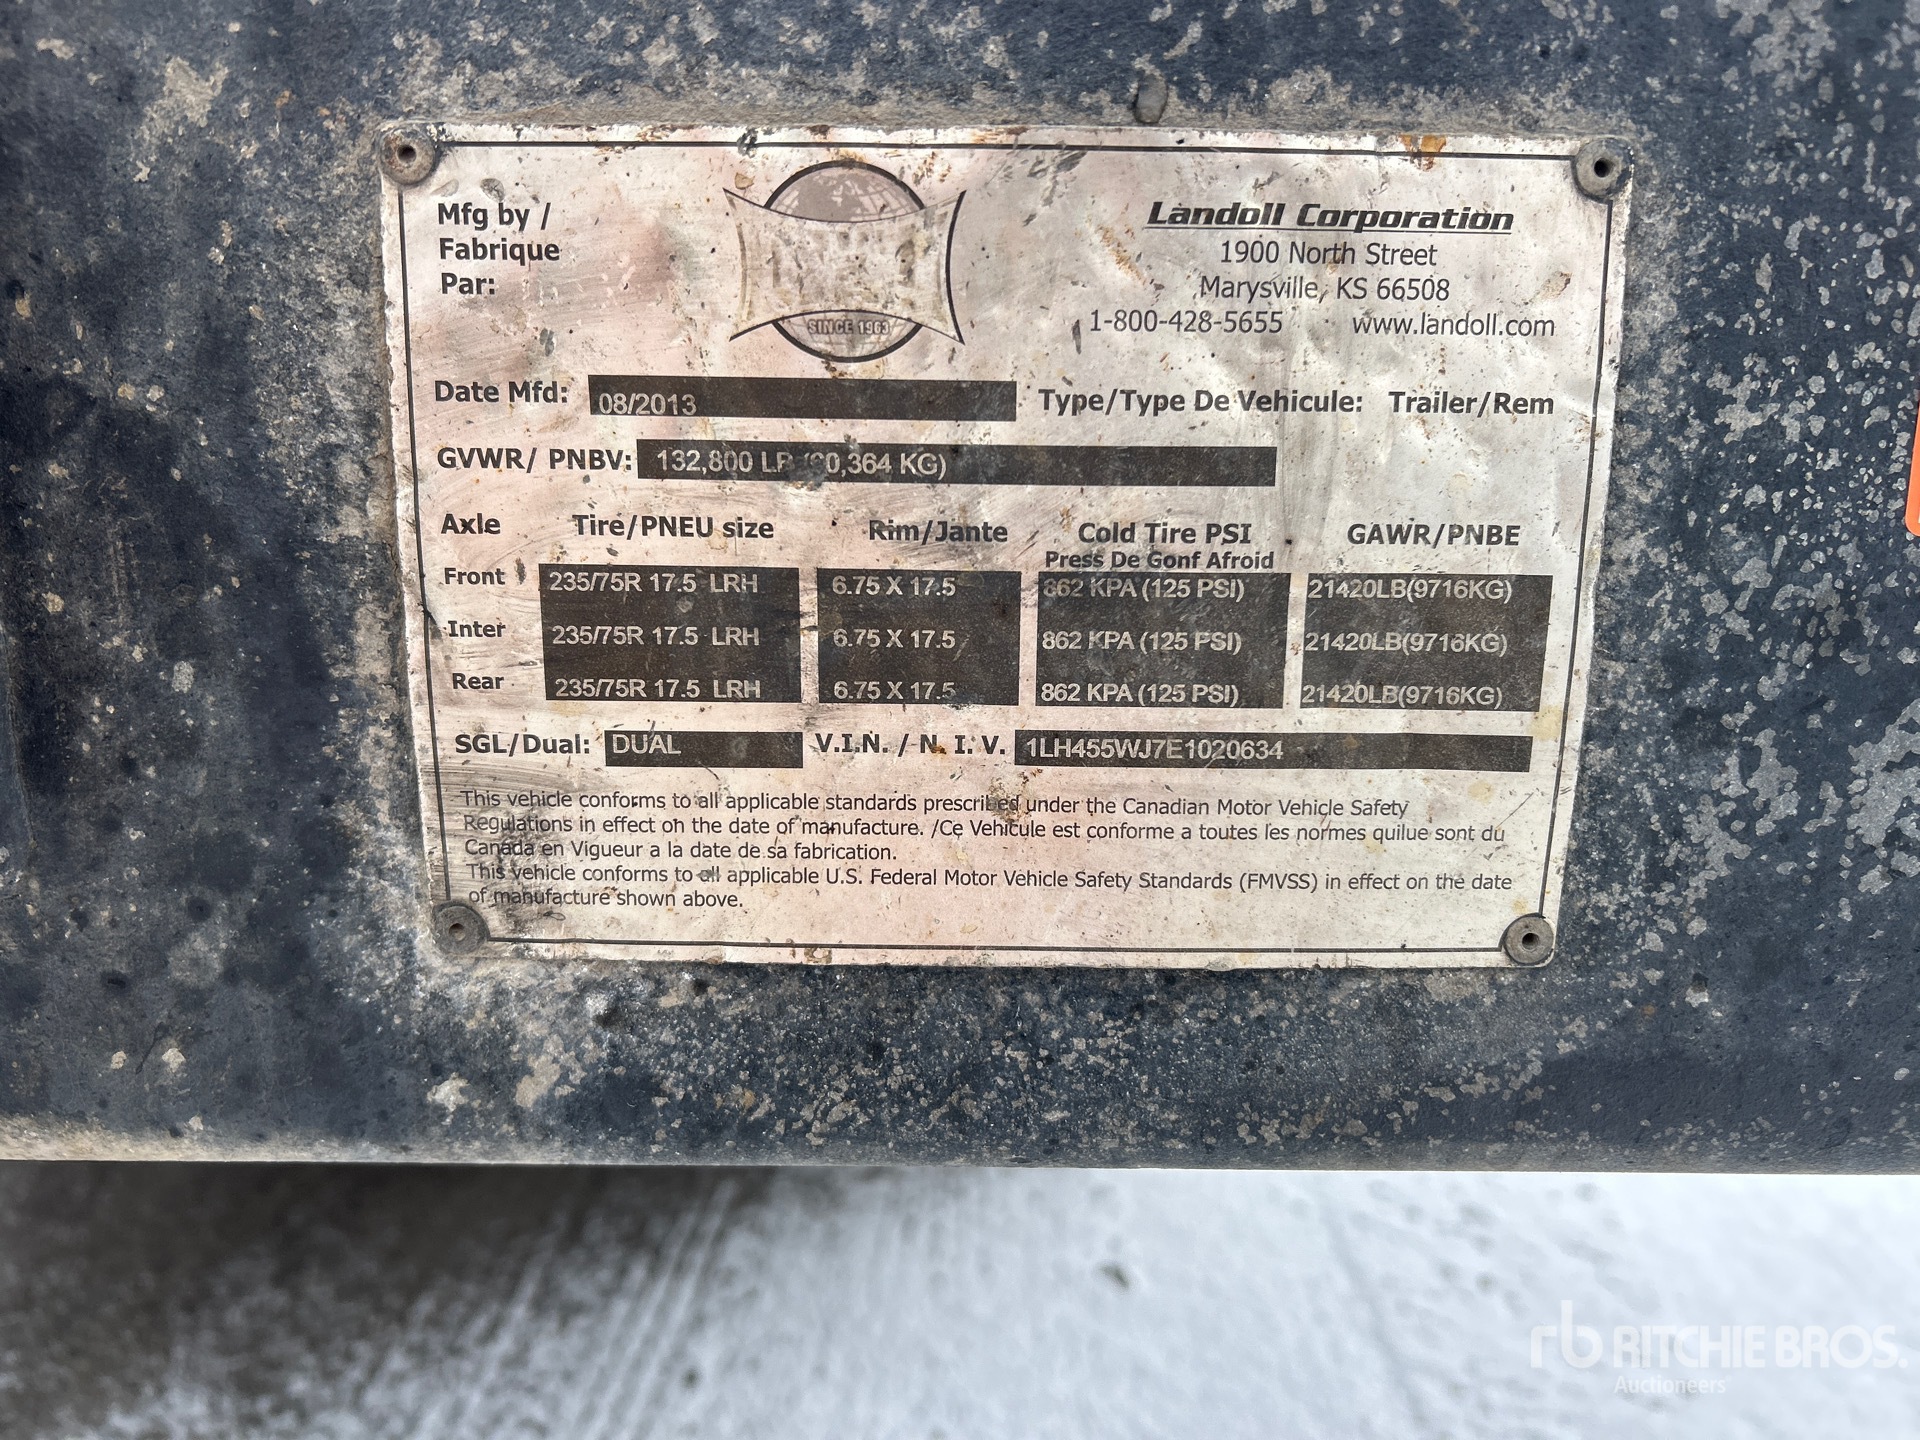 Mfg by /
Fabrique
Par:
SINCE 1963
Landoll Corporation
1900 North Street
Marysville, KS 66508
1-800-428-5655 www.landoll.com
Date Mfd: 08/2013 Type/Type De Vehicule: Trailer/Rem
GVWR/ PNBV: 132,800 LB 0,364 KG)
Axle Tire/PNEU size Rim/Jante Cold Tire PSI GAWR/PNBE
Press De Gonf Afroid
Front 235/75R 17.5 LRH 6.75 X 17.5 862 KPA (125 PSI) 21420LB(9716KG)
Inter 235/75R 17.5 LRH 6.75 X 17.5 862 KPA (125 PSI) 21420LB(9716KG)
Rear 235/75R 17.5 LRH 6.75 X 17.5 862 KPA (125 PSI) 21420LB(9716KG)
SGL/Dual: DUAL V.I.N. / N. I. V. 1LH455WJ7E1020634
This vehicle conforms to all applicable standards prescribed under the Canadian Motor Vehicle Safety
Regulations in effect on the date of manufacture. /Ce Vehicule est conforme a toutes les normes quilue sont du
Canada en Vigueur a la date de sa fabrication.
This vehicle conforms to all applicable U.S. Federal Motor Vehicle Safety Standards (FMVSS) in effect on the date
of manufacture shown above.
rb RITCHIE BROS.
Auctioneers